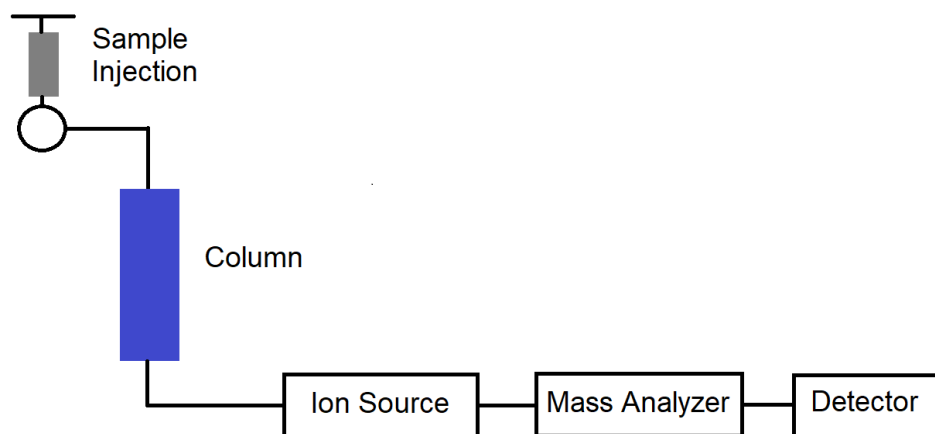 Sample
Injection
Column
Ion Source
Mass Analyzer
Detector